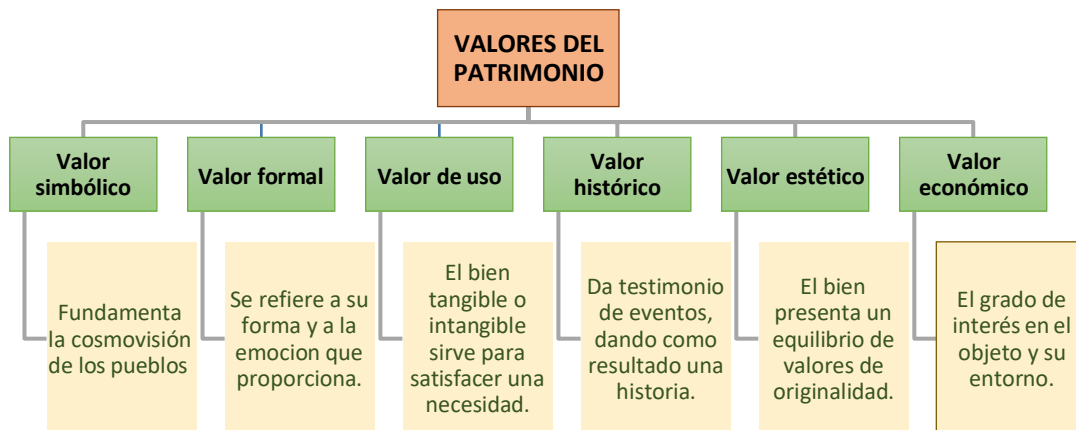 VALORES DEL
PATRIMONIO
Valor
simbólico
Valor formal
Valor de uso
Valor
histórico
Valor estético
Valor
económico
Fundamenta
la cosmovisión
de los pueblos
Se refiere a su
forma y a la
emocion que
proporciona.
El bien
tangible o
intangible
sirve para
satisfacer una
necesidad.
Da testimonio
de eventos,
dando como
resultado una
historia.
El bien
presenta un
equilibrio de
valores de
originalidad.
El grado de
interés en el
objeto y su
entorno.